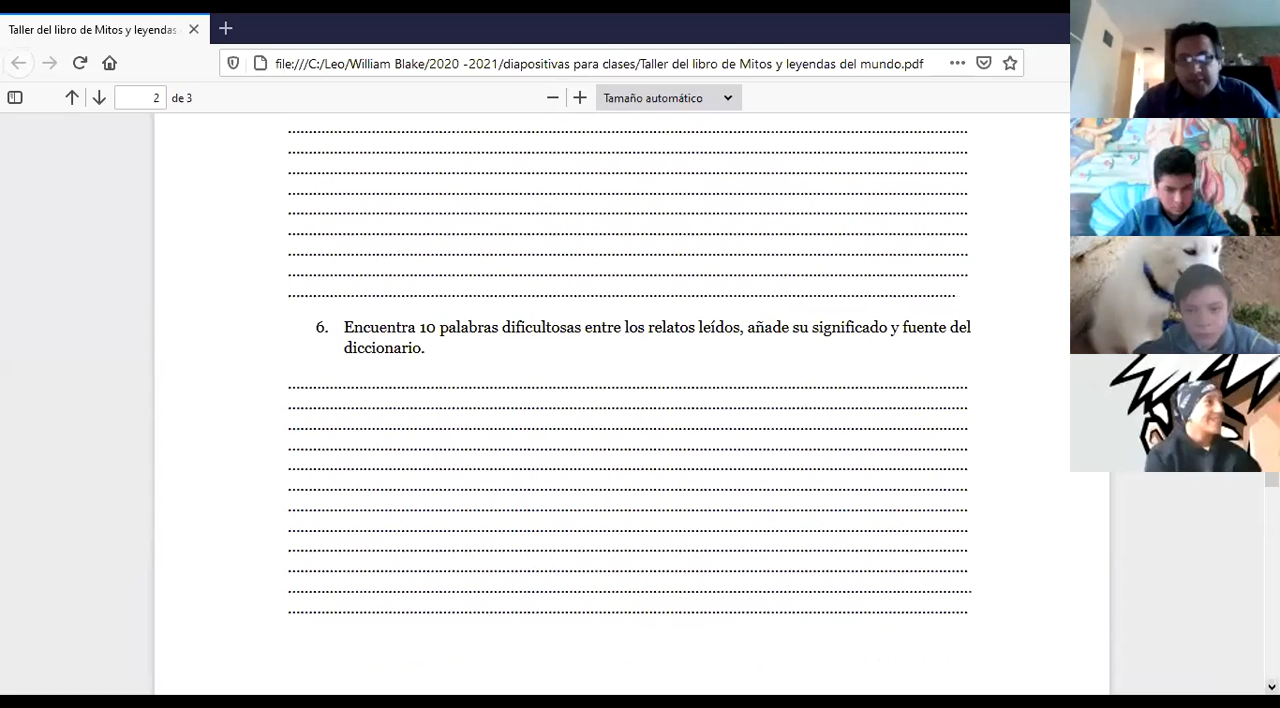 Taller del libro de Mitos y leyendas
file:///C:/Leo/William Blake/2020 -2021/diapositivas para clases/Taller del libro de Mitos y leyendas del mundo.pdf
2 de 3
Tamaño automático
6. Encuentra 10 palabras dificultosas entre los relatos leídos, añade su significado y fuente del
diccionario.